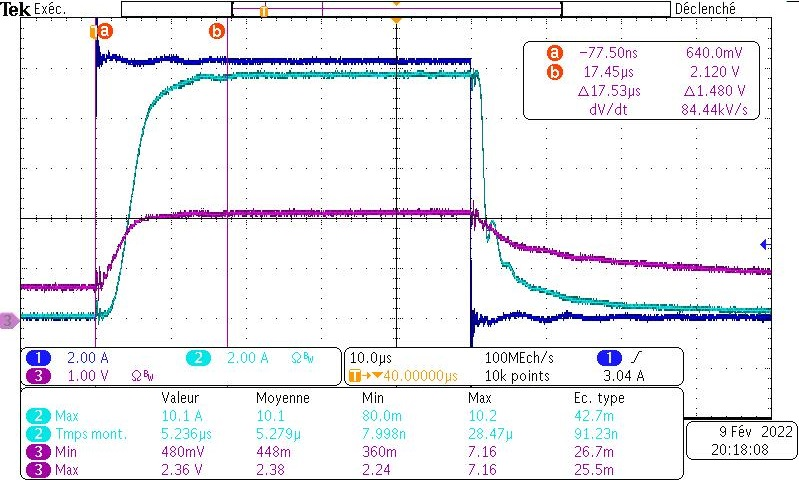 Tek Exéc. Déclenché
T a b
a −77.50ns 640.0mV
b 17.45µs 2.120 V
Δ17.53µs Δ1.480 V
dV/dt 84.44kV/s
3
1 2.00 A 2 2.00 A ΩBW
3 1.00 V ΩBW
10.0µs 100MEch/s 1
T→▼40.00000µs 10k points 3.04 A
Valeur Moyenne Min Max Ec. type
2 Max 10.1 A 10.1 80.0m 10.2 42.7m
2 Tmps mont. 5.236µs 5.279µ 7.998n 28.47µ 91.23n
3 Min 480mV 448m 360m 7.16 26.7m
3 Max 2.36 V 2.38 2.24 7.16 25.5m
9 Fév 2022
20:18:08